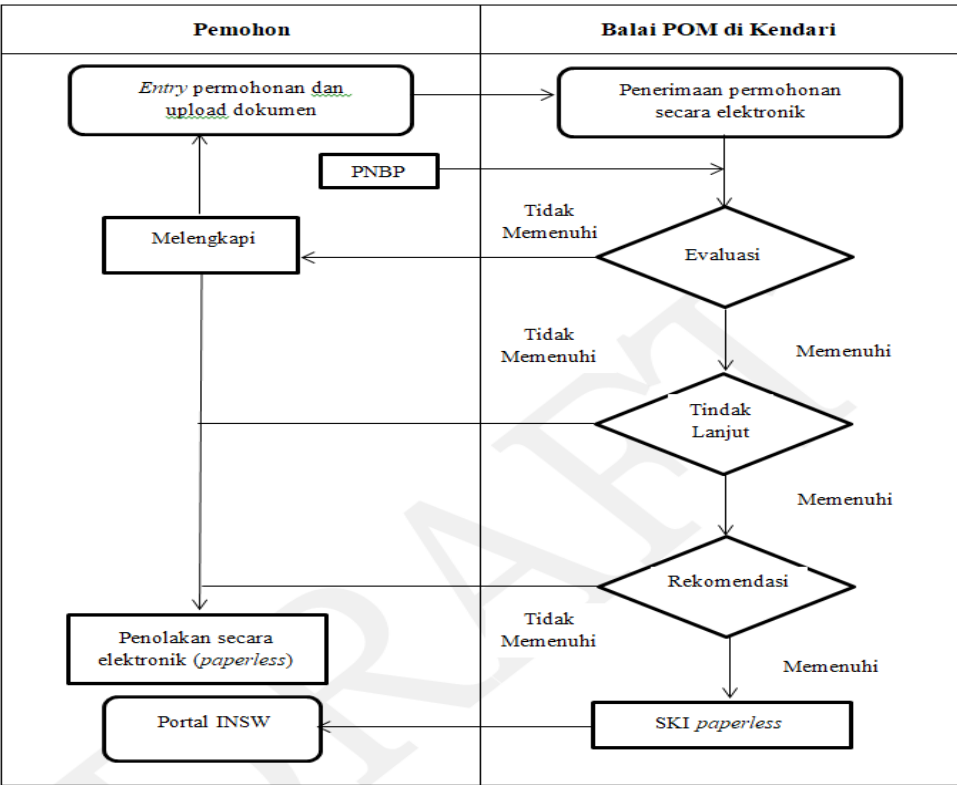 Pemohon
Balai POM di Kendari
Entry permohonan dan
upload dokumen
Penerimaan permohonan
secara elektronik
PNBP
Tidak
Memenuhi
Melengkapi
Evaluasi
Tidak
Memenuhi
Memenuhi
Tindak
Lanjut
Memenuhi
Rekomendasi
Penolakan secara
elektronik (paperless)
Tidak
Memenuhi
Memenuhi
Portal INSW
SKI paperless
DRAFT